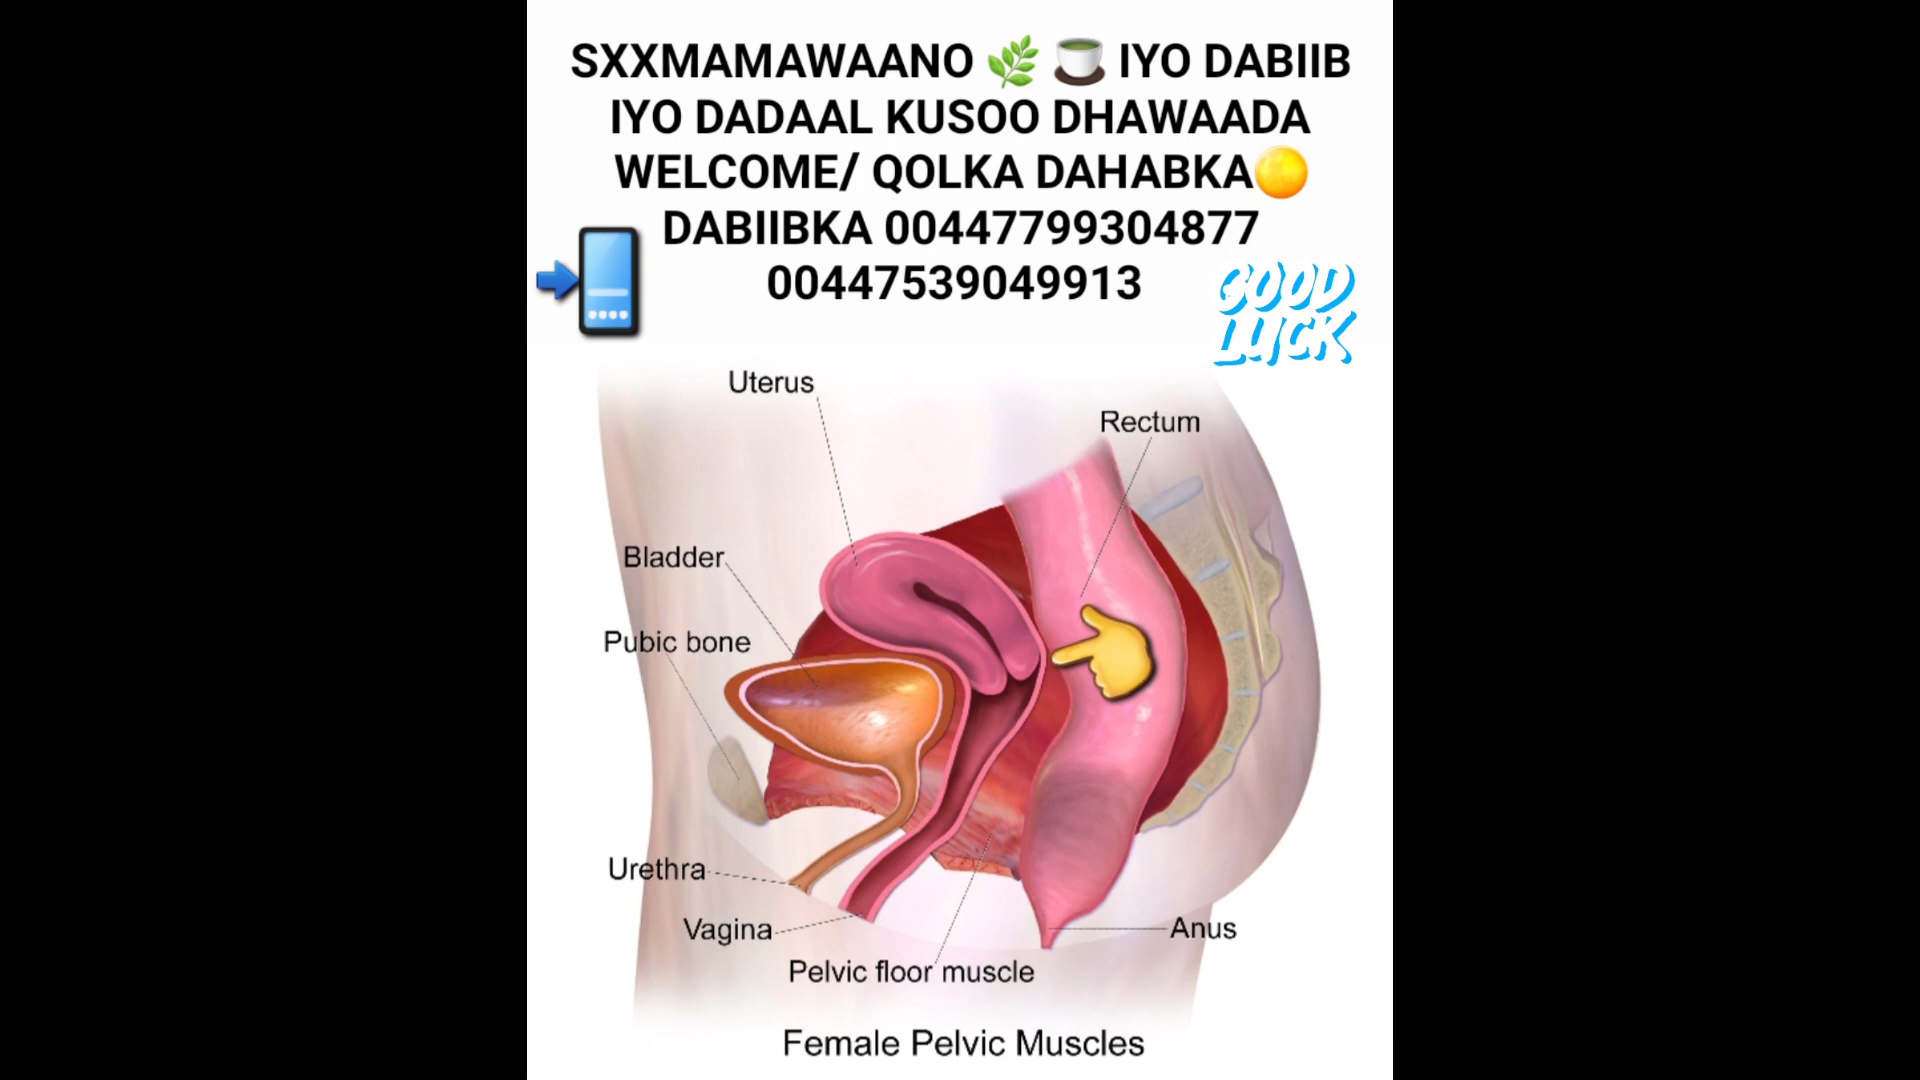 SXXMAMAWAANO 🌿 🍵 IYO DABIIB
IYO DADAAL KUSOO DHAWAADA
WELCOME/ QOLKA DAHABKA🌕
DABIIBKA 00447799304877
00447539049913
GOOD
LUCK
Uterus
Rectum
Bladder
Pubic bone
Urethra
Vagina
Anus
Pelvic floor muscle
Female Pelvic Muscles